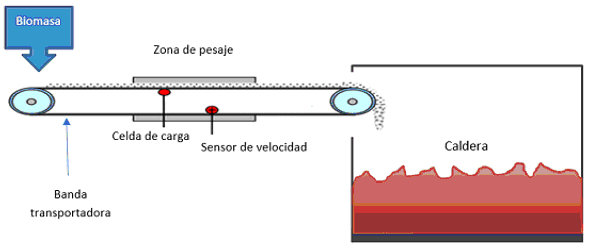 Biomasa
Zona de pesaje
Celda de carga
Sensor de velocidad
Caldera
Banda
transportadora